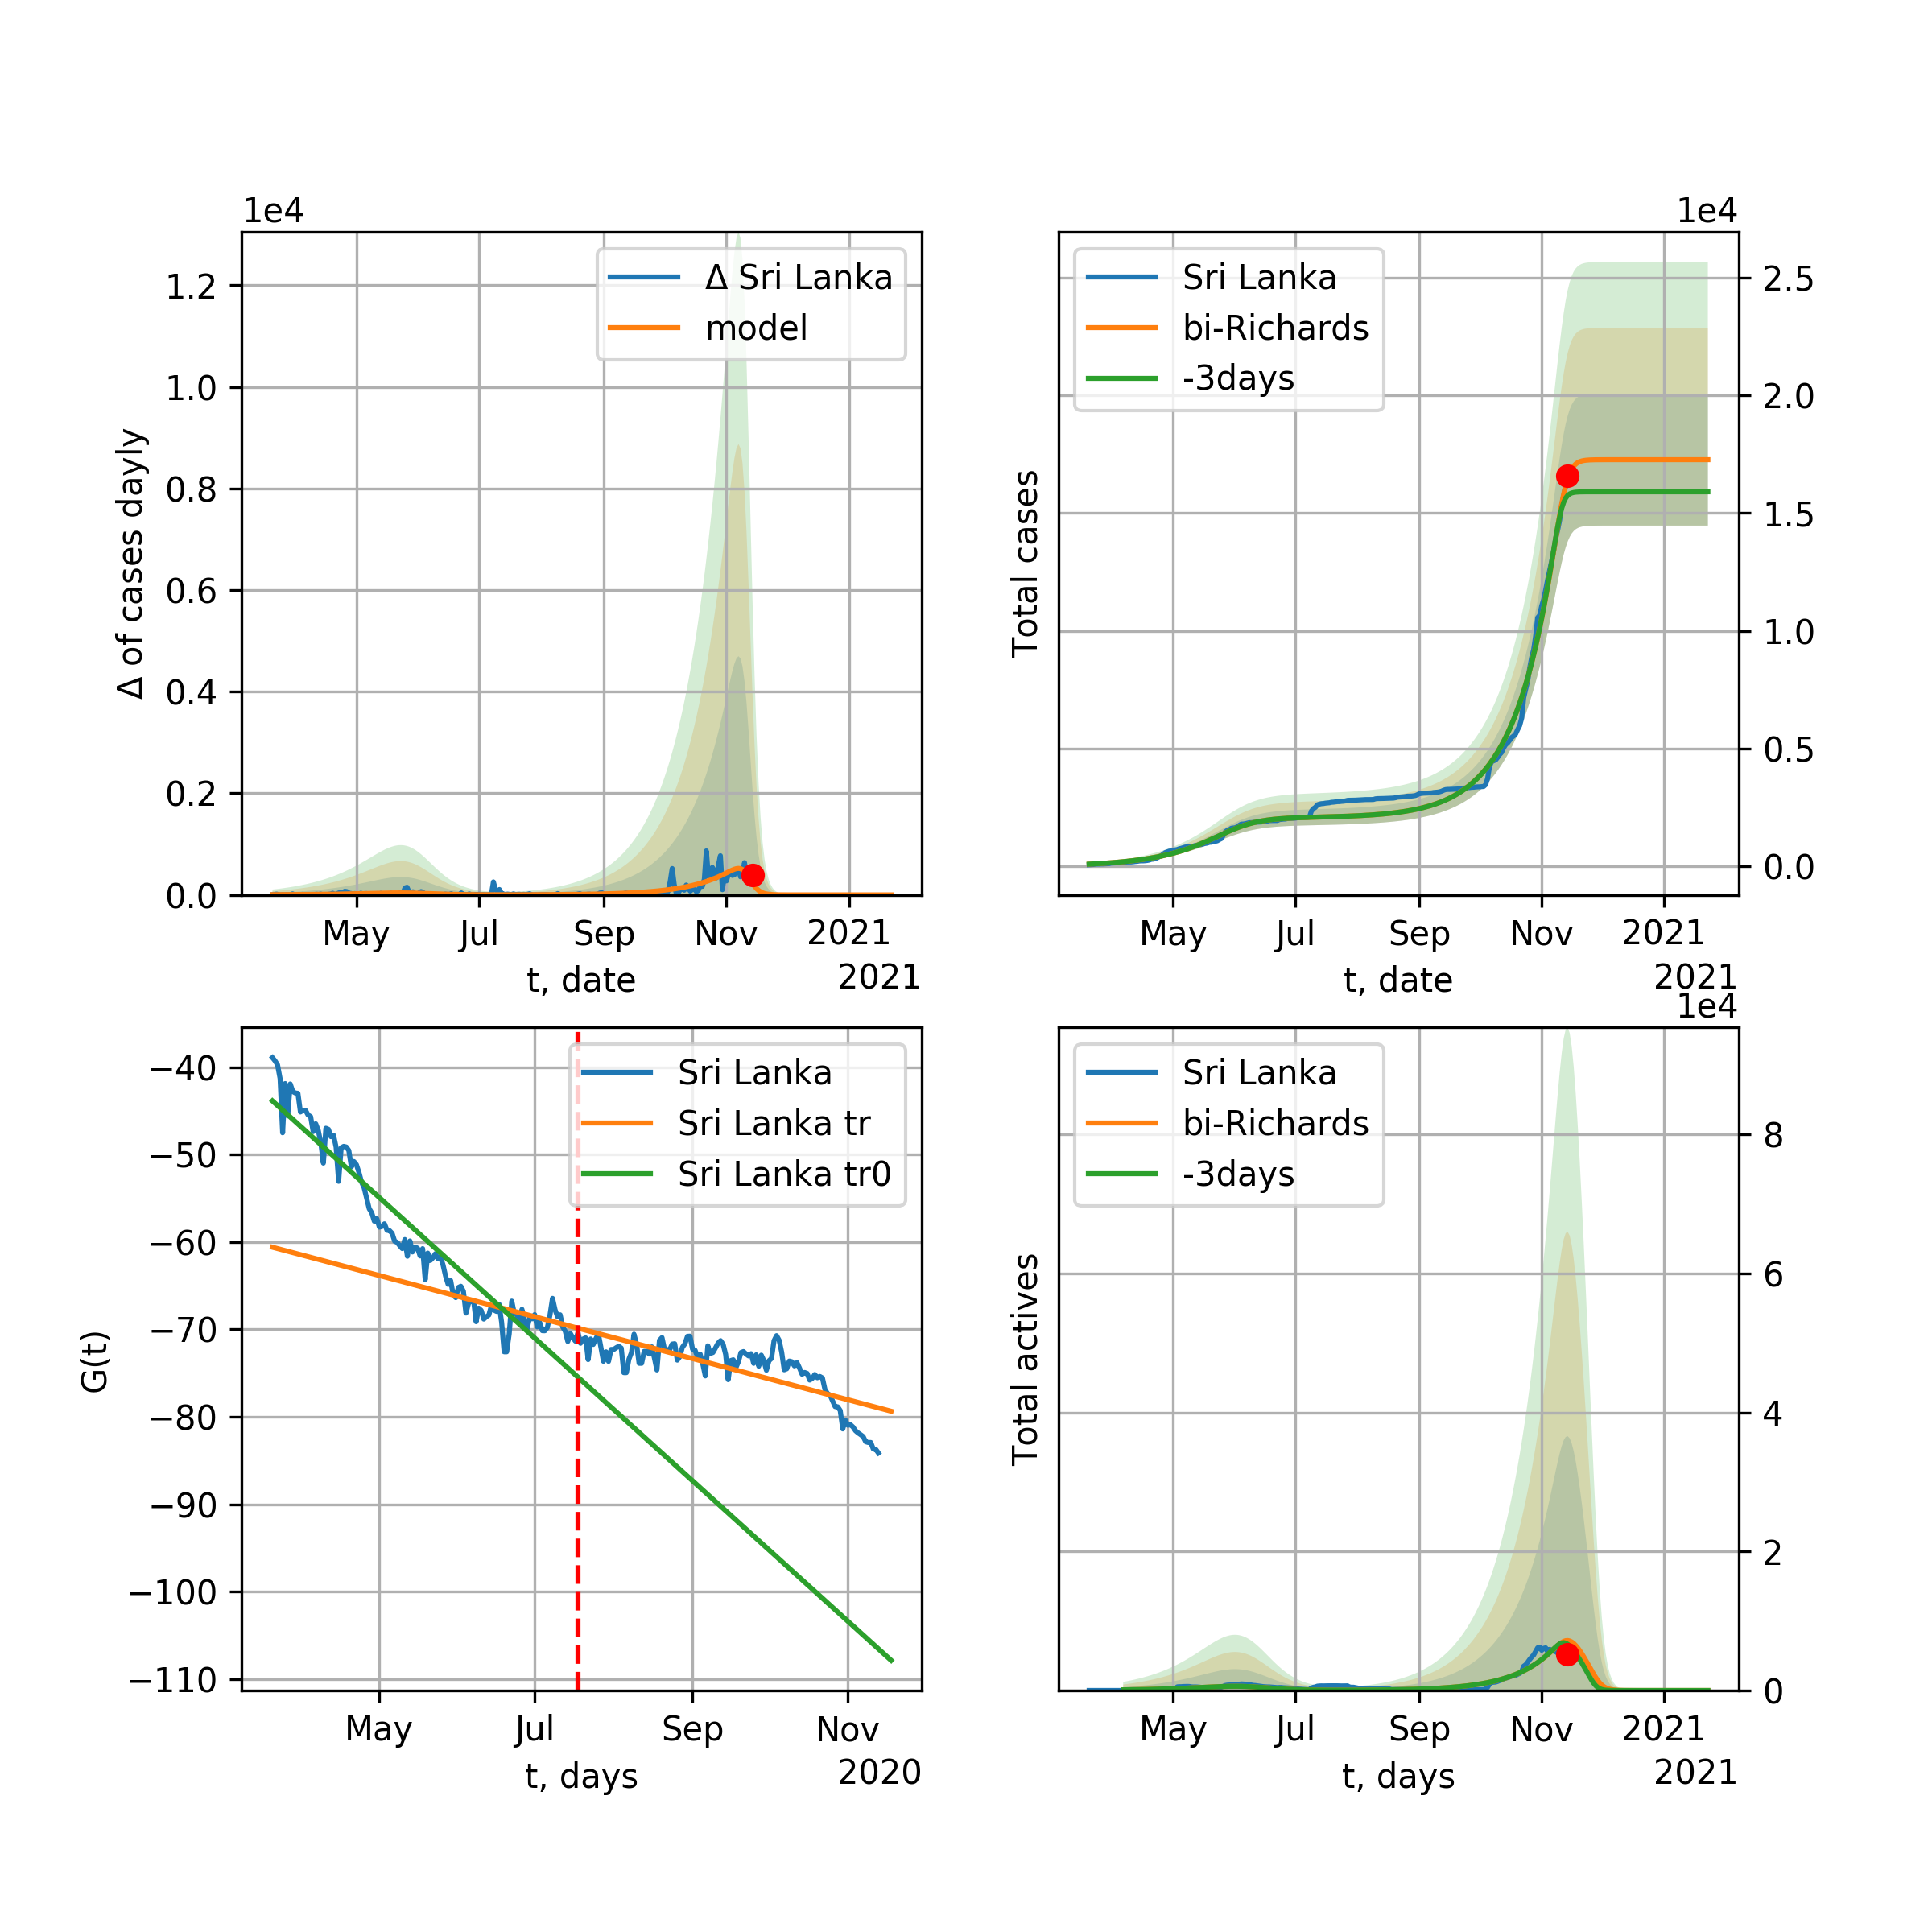 1e4
Δ of cases dayly
1.2
1.0
0.8
0.6
0.4
0.2
0.0
Δ Sri Lanka
model
May Jul Sep Nov 2021
t, date
2021
1e4
Total cases
2.5
2.0
1.5
1.0
0.5
0.0
Sri Lanka
bi-Richards
-3days
May Jul Sep Nov 2021
t, date
2021
G(t)
−40
−50
−60
−70
−80
−90
−100
−110
Sri Lanka
Sri Lanka tr
Sri Lanka tr0
May Jul Sep Nov
t, days
2020
1e4
Total actives
8
6
4
2
0
Sri Lanka
bi-Richards
-3days
May Jul Sep Nov 2021
t, days
2021